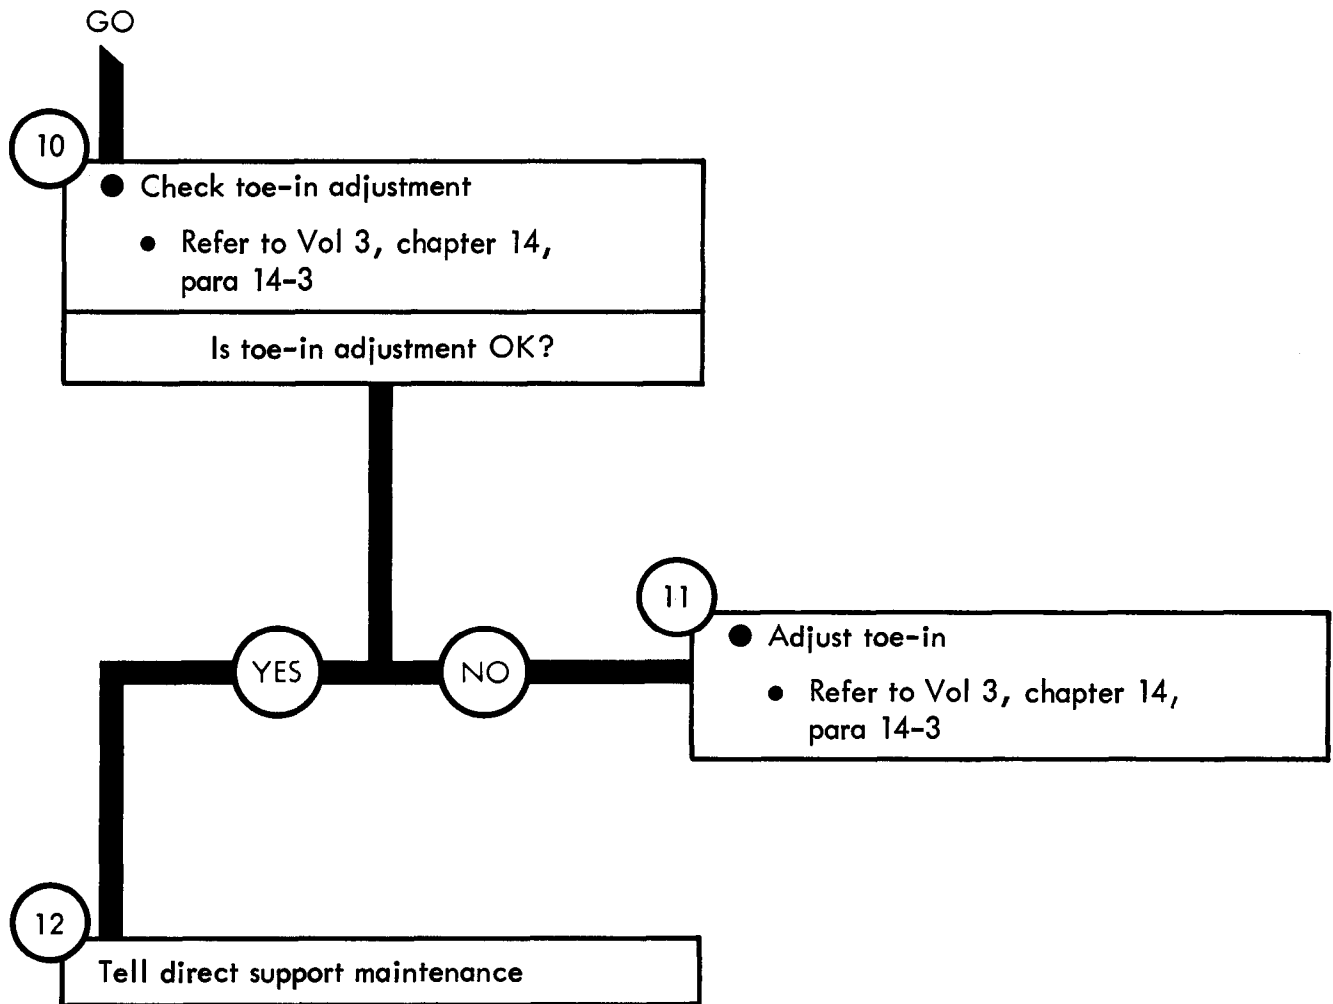 GO
10
● Check toe-in adjustment
● Refer to Vol 3, chapter 14,
para 14-3
Is toe-in adjustment OK?
YES
NO
11
● Adjust toe-in
● Refer to Vol 3, chapter 14,
para 14-3
12
Tell direct support maintenance